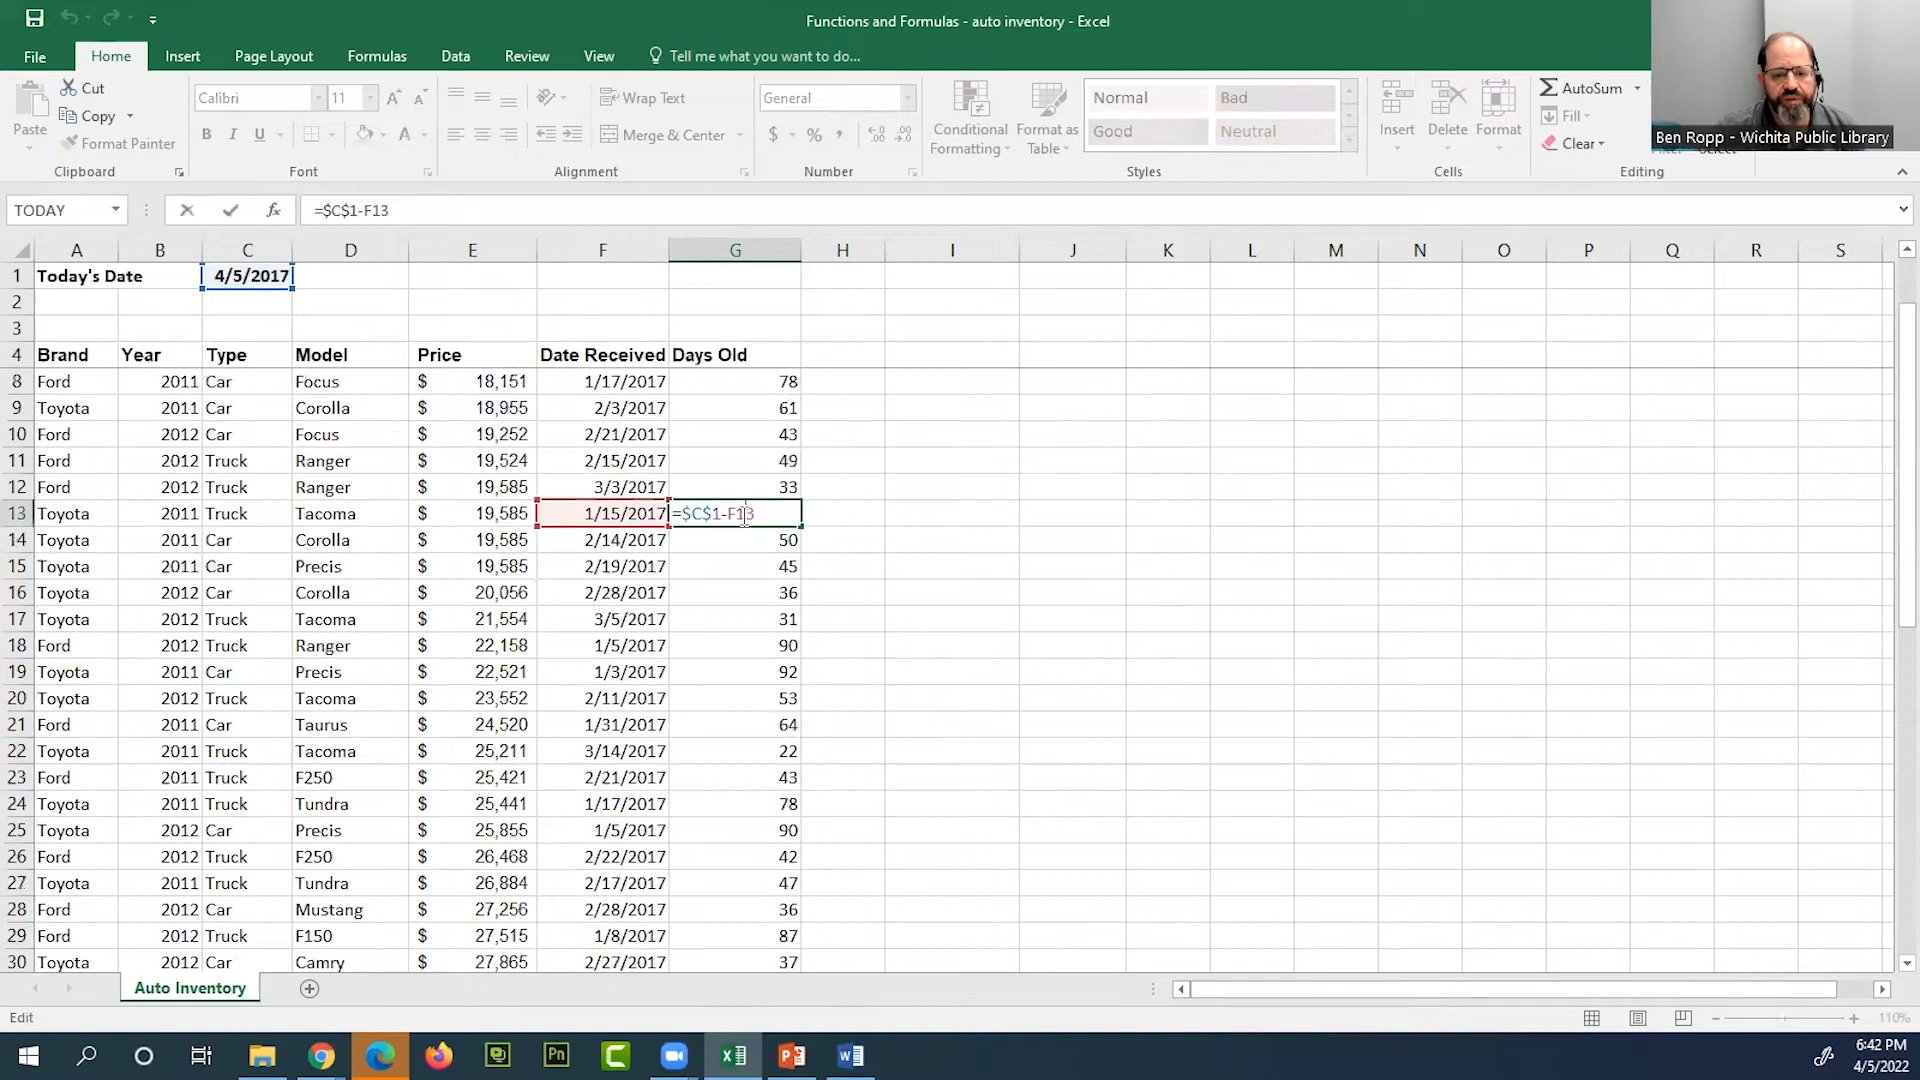 Functions and Formulas - auto inventory - Excel
File Home Insert Page Layout Formulas Data Review View Tell me what you want to do...
Paste
Cut
Copy
Format Painter
Clipboard
Calibri 11
B I U
Font
Wrap Text
Merge & Center
Alignment
General
$ % ,
Number
Conditional Formatting
Format as Table
Normal Bad
Good Neutral
Styles
Insert Delete Format
Cells
AutoSum
Fill
Clear
Select
Editing
Ben Ropp - Wichita Public Library
TODAY fx =$C$1-F13
A B C D E F G H I J K L M N O P Q R S
1 Today's Date 4/5/2017
2
3
4 Brand Year Type Model Price Date Received Days Old
8 Ford 2011 Car Focus $ 18,151 1/17/2017 78
9 Toyota 2011 Car Corolla $ 18,955 2/3/2017 61
10 Ford 2012 Car Focus $ 19,252 2/21/2017 43
11 Ford 2012 Truck Ranger $ 19,524 2/15/2017 49
12 Ford 2012 Truck Ranger $ 19,585 3/3/2017 33
13 Toyota 2011 Truck Tacoma $ 19,585 1/15/2017 =$C$1-F13
14 Toyota 2011 Car Corolla $ 19,585 2/14/2017 50
15 Toyota 2011 Car Precis $ 19,585 2/19/2017 45
16 Toyota 2012 Car Corolla $ 20,056 2/28/2017 36
17 Toyota 2012 Truck Tacoma $ 21,554 3/5/2017 31
18 Ford 2012 Truck Ranger $ 22,158 1/5/2017 90
19 Toyota 2011 Car Precis $ 22,521 1/3/2017 92
20 Toyota 2012 Truck Tacoma $ 23,552 2/11/2017 53
21 Ford 2011 Car Taurus $ 24,520 1/31/2017 64
22 Toyota 2011 Truck Tacoma $ 25,211 3/14/2017 22
23 Ford 2011 Truck F250 $ 25,421 2/21/2017 43
24 Toyota 2011 Truck Tundra $ 25,441 1/17/2017 78
25 Toyota 2012 Car Precis $ 25,855 1/5/2017 90
26 Ford 2012 Truck F250 $ 26,468 2/22/2017 42
27 Toyota 2011 Truck Tundra $ 26,884 2/17/2017 47
28 Ford 2012 Car Mustang $ 27,256 2/28/2017 36
29 Ford 2012 Truck F150 $ 27,515 1/8/2017 87
30 Toyota 2012 Car Camry $ 27,865 2/27/2017 37
Auto Inventory
Edit
110%
6:42 PM
4/5/2022